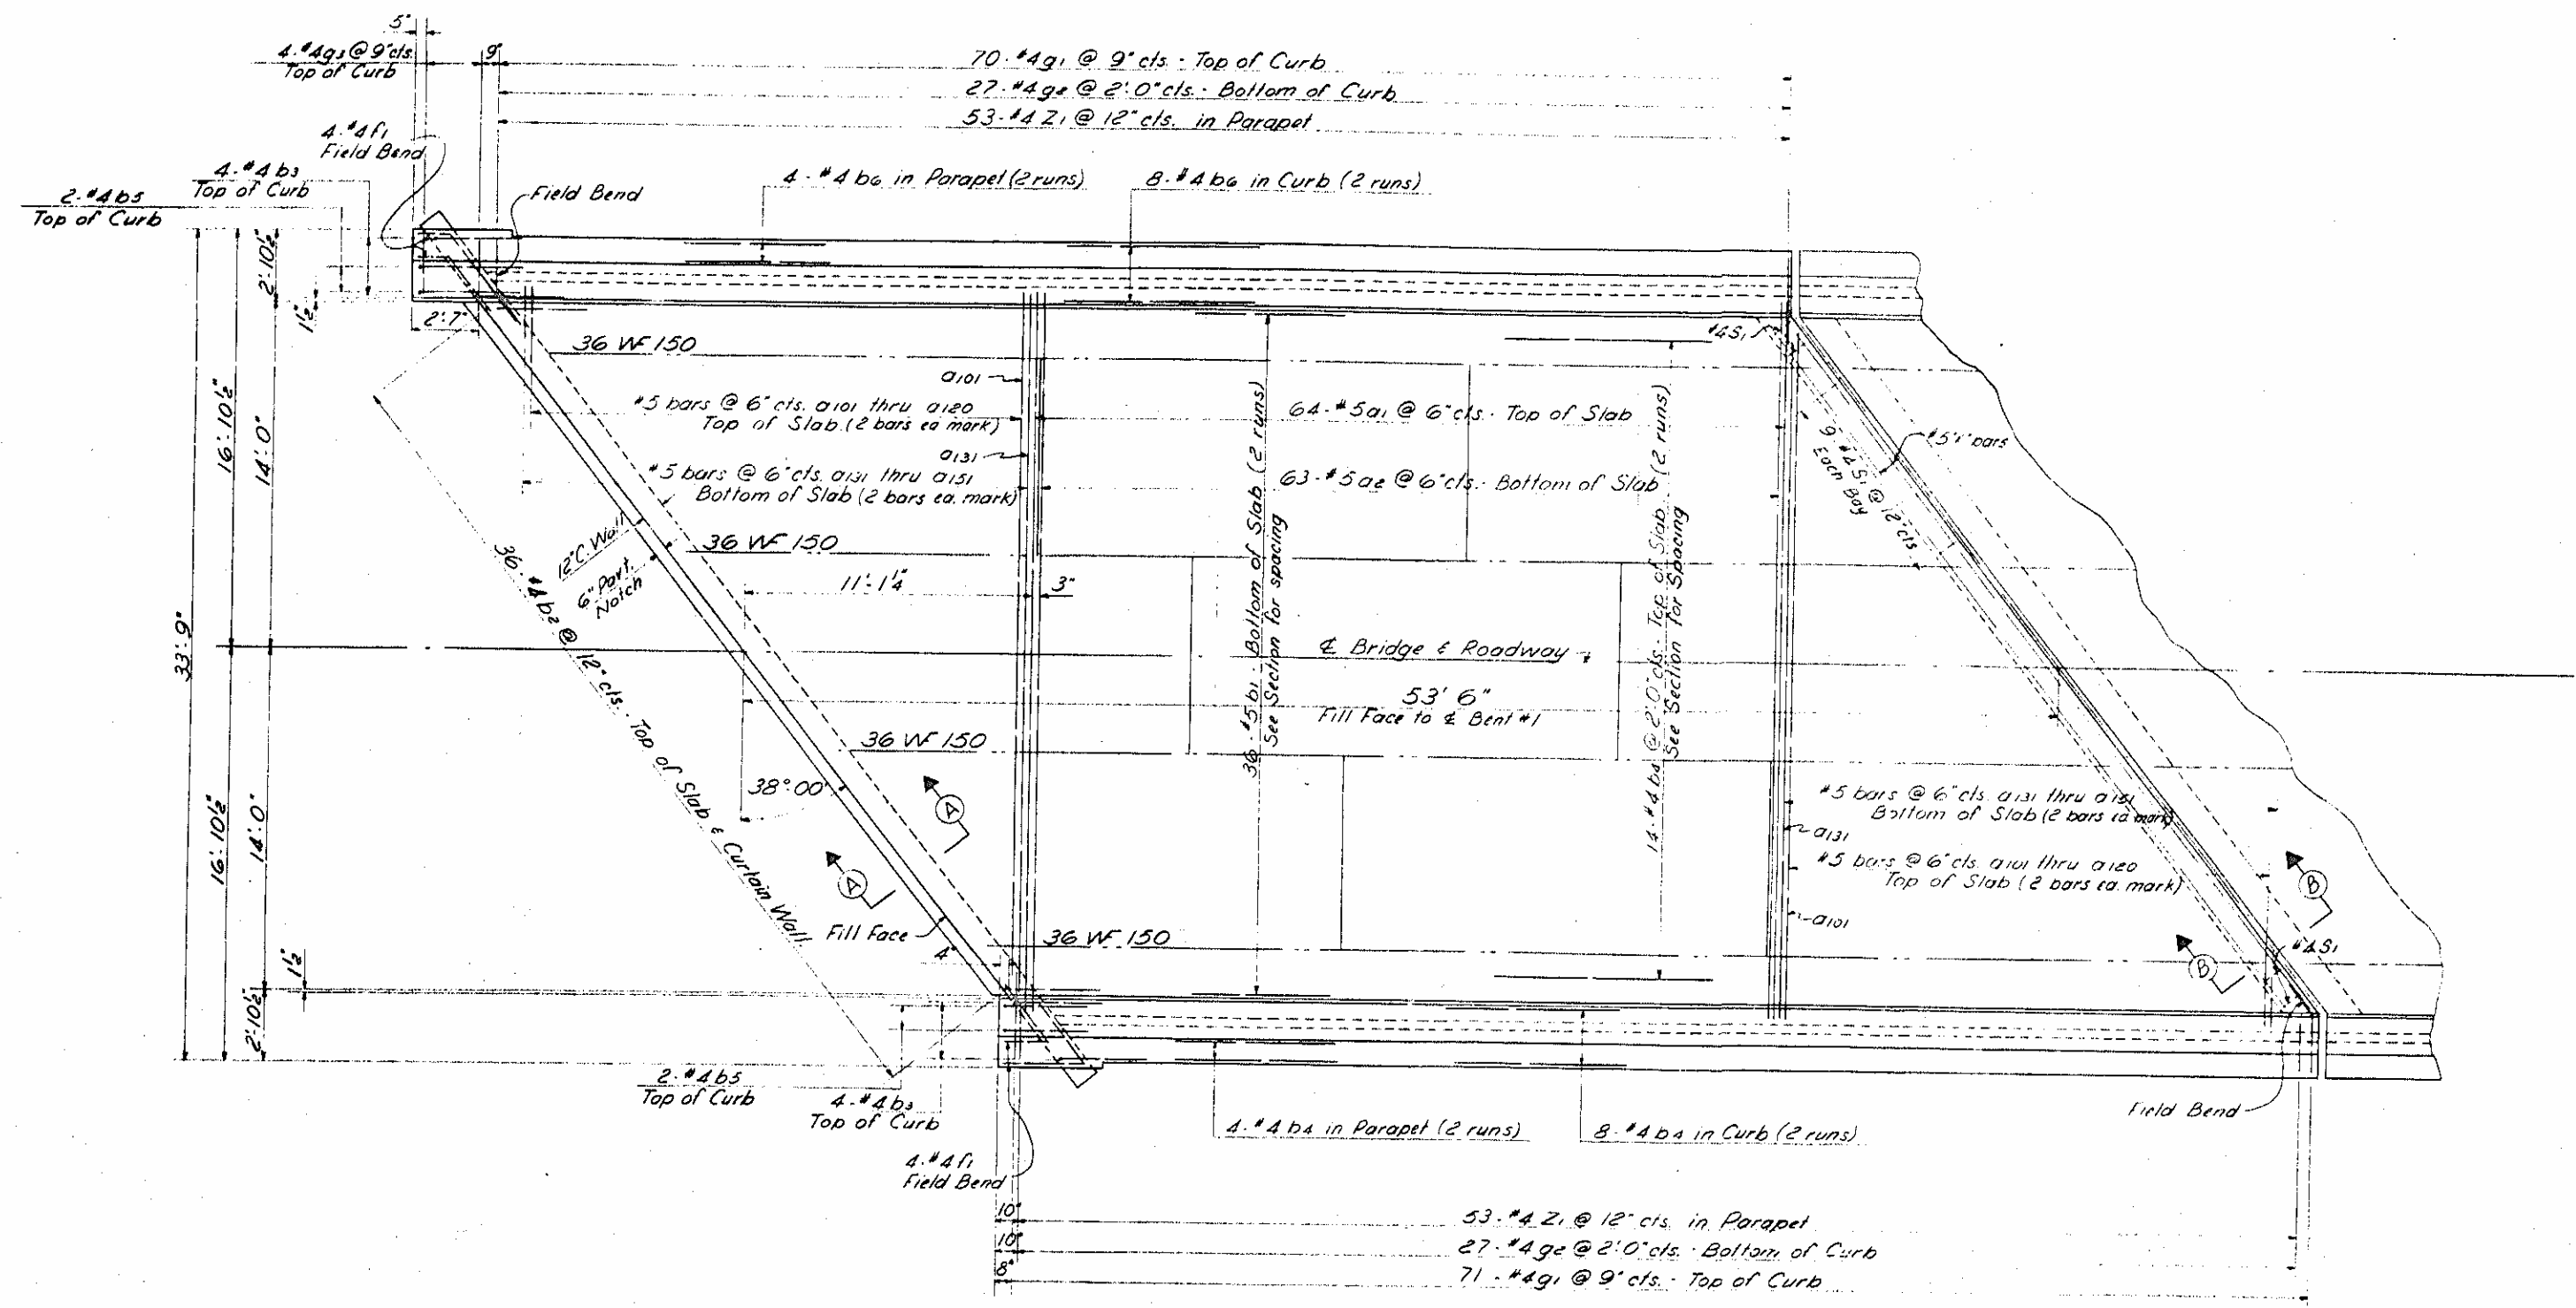 5"
4-#4g3@9"cts.
Top of Curb
9"
70-#4g1 @ 9"cts. - Top of Curb
27-#4g2 @ 2'-0"cts. - Bottom of Curb
53-#4 Z1 @ 12"cts. in Parapet
4-#4f1
Field Bend
4-#4b3
Top of Curb
2-#4b5
Top of Curb
Field Bend
4-#4b6 in Parapet (2 runs)
8-#4b6 in Curb (2 runs)
2'-10½"
1½"
2'-7"
36 WF 150
#4S1
a101
#5 bars @ 6"cts. a101 thru a120
Top of Slab (2 bars ea mark)
64-#5a1 @ 6"cts. - Top of Slab
a131
#5 bars @ 6"cts. a131 thru a151
Bottom of Slab (2 bars ea. mark)
63-#5a2 @ 6"cts. - Bottom of Slab
36-#5b1 - Bottom of Slab (2 runs)
See Section for spacing
14-#4b4 @ 2'-0"cts. - Top of Slab (2 runs)
See Section for Spacing
9-#4S1 @ 12"cts
Each Bay
16'-10½"
14'-0"
33'-9"
12"C. Wall
6" Part.
Notch
36 WF 150
11'-1¼"
3"
36-#4b2 @ 12"cts. - Top of Slab & Curtain Wall
℄ Bridge & Roadway
53' 6"
Fill Face to ℄ Bent #1
36 WF 150
38°00'
16'-10½"
14'-0"
A
A
#5 bars @ 6"cts. a131 thru a151
Bottom of Slab (2 bars ea mark)
a131
#5 bars @ 6"cts. a101 thru a120
Top of Slab (2 bars ea. mark)
a101
B
B
Fill Face
4"
36 WF 150
#4S1
1½"
2'-10½"
2-#4b5
Top of Curb
4-#4b3
Top of Curb
4-#4b4 in Parapet (2 runs)
8-#4b4 in Curb (2 runs)
Field Bend
4-#4f1
Field Bend
10"
53-#4 Z1 @ 12"cts. in Parapet
10"
27-#4g2 @ 2'-0"cts. - Bottom of Curb
8"
71-#4g1 @ 9"cts. - Top of Curb